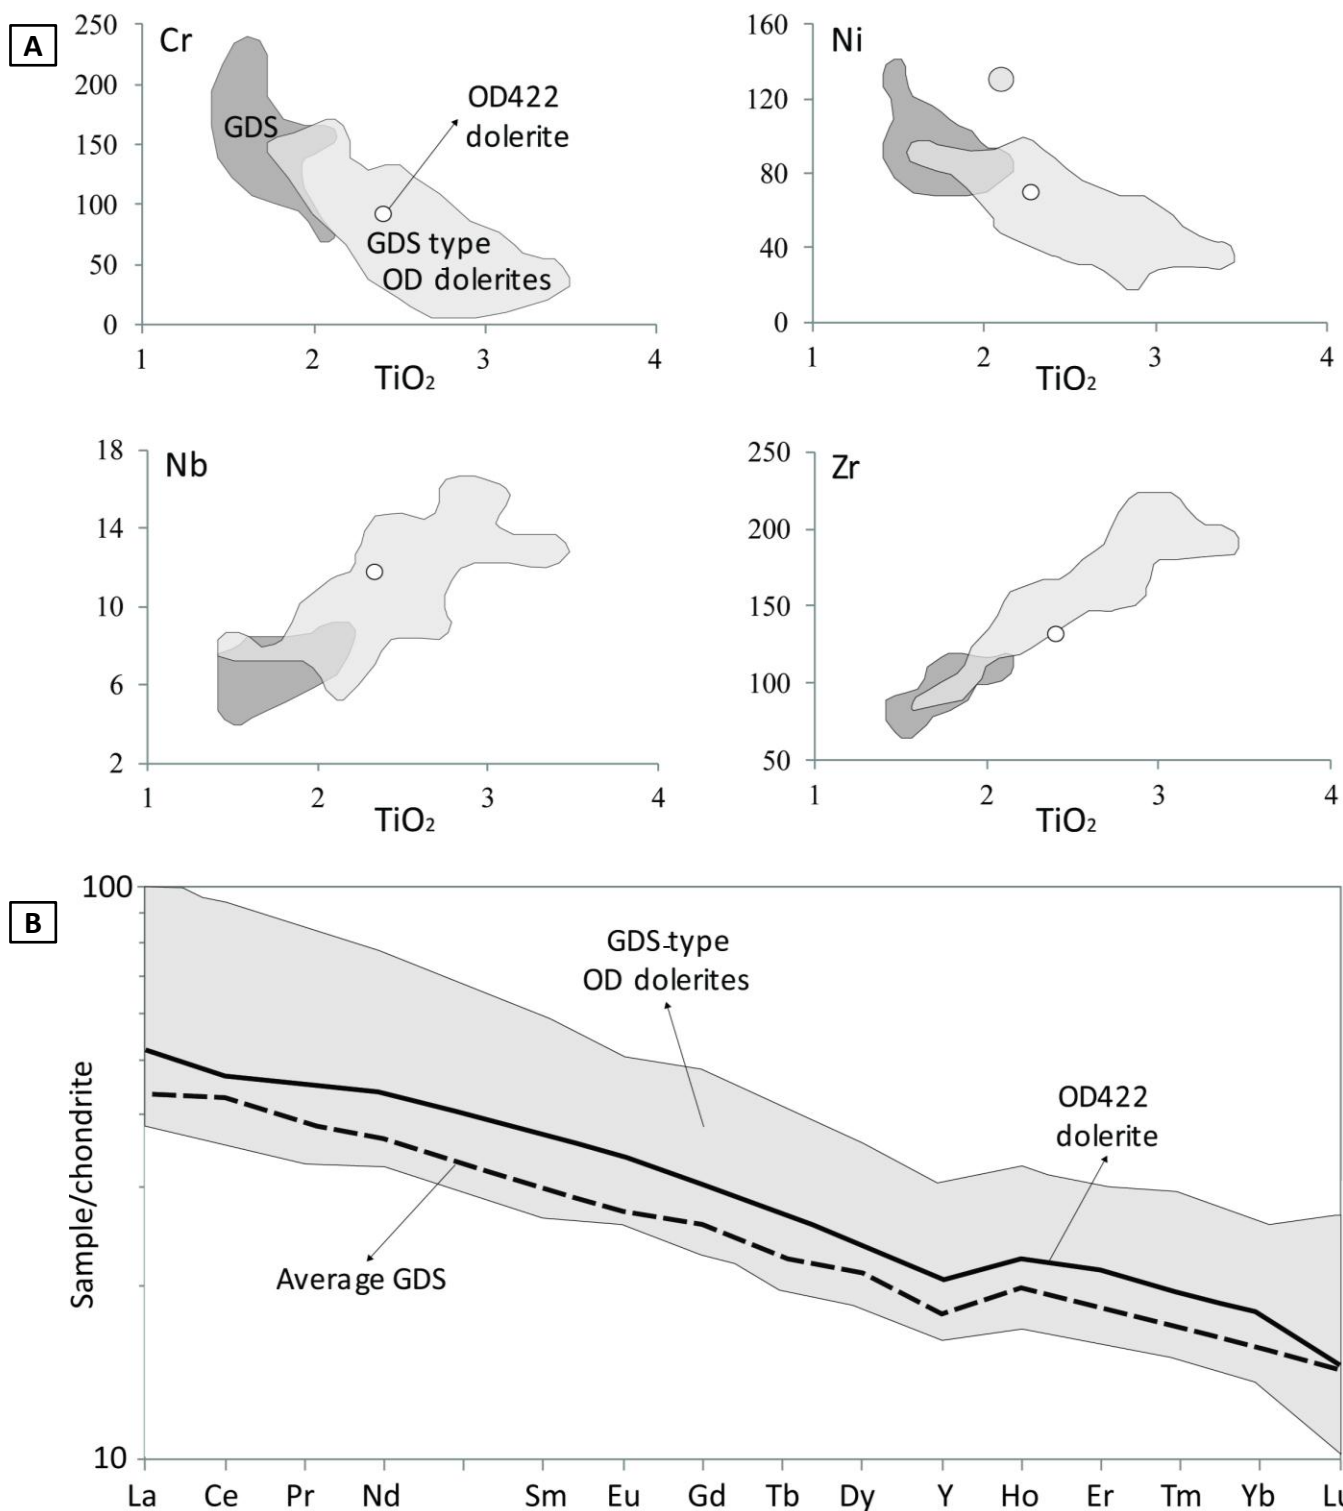 A
250
200
150
100
50
0
Cr
GDS
OD422
dolerite
GDS type
OD dolerites
1
2
3
4
TiO₂
160
120
80
40
0
Ni
1
2
3
4
TiO₂
18
14
10
6
2
Nb
1
2
3
4
TiO₂
250
200
150
100
50
Zr
1
2
3
4
TiO₂
B
100
10
Sample/chondrite
GDS-type
OD dolerites
OD422
dolerite
Average GDS
La Ce Pr Nd Sm Eu Gd Tb Dy Y Ho Er Tm Yb Lu